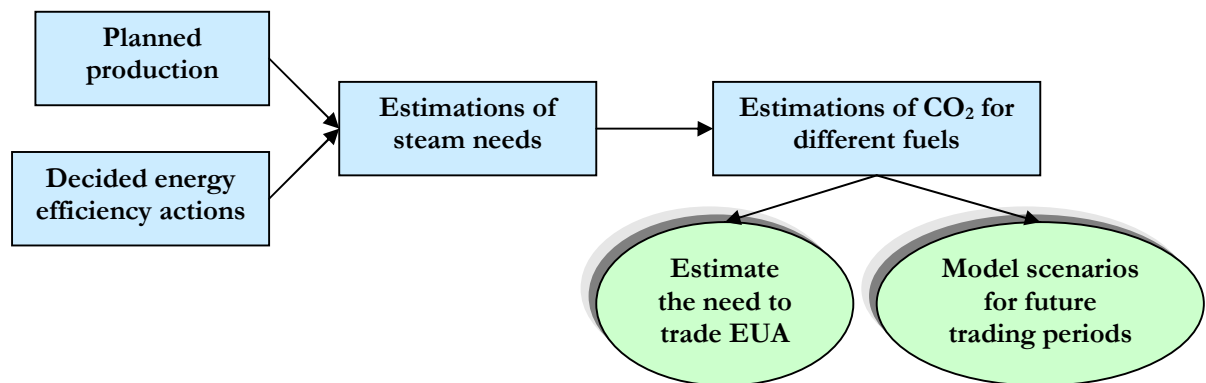 Planned
production
Estimations of
steam needs
Estimations of CO₂ for
different fuels
Decided energy
efficiency actions
Estimate
the need to
trade EUA
Model scenarios
for future
trading periods